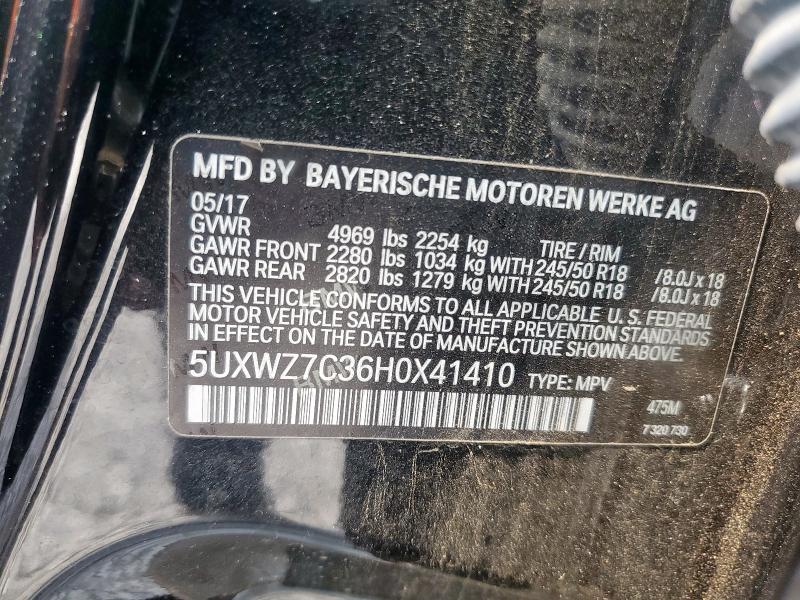 MFD BY BAYERISCHE MOTOREN WERKE AG
05/17
GVWR 4969 lbs 2254 kg TIRE / RIM
GAWR FRONT 2280 lbs 1034 kg WITH 245/50 R18 /8.0J x 18
GAWR REAR 2820 lbs 1279 kg WITH 245/50 R18 /8.0J x 18
THIS VEHICLE CONFORMS TO ALL APPLICABLE U. S. FEDERAL
MOTOR VEHICLE SAFETY AND THEFT PREVENTION STANDARDS
IN EFFECT ON THE DATE OF MANUFACTURE SHOWN ABOVE.
5UXWZ7C36H0X41410 TYPE: MPV 475M
7 320 730